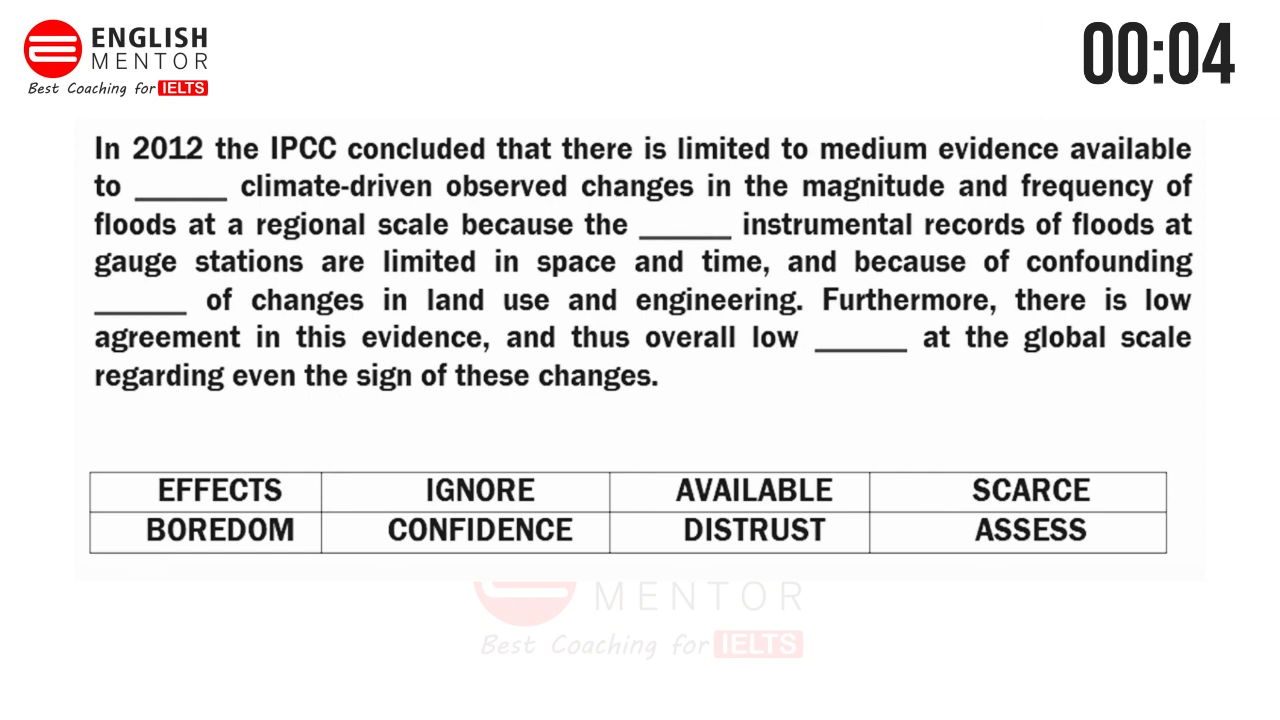 ENGLISH
MENTOR
Best Coaching for IELTS
00:04
In 2012 the IPCC concluded that there is limited to medium evidence available
to ______ climate-driven observed changes in the magnitude and frequency of
floods at a regional scale because the ______ instrumental records of floods at
gauge stations are limited in space and time, and because of confounding
______ of changes in land use and engineering. Furthermore, there is low
agreement in this evidence, and thus overall low ______ at the global scale
regarding even the sign of these changes.
EFFECTS IGNORE AVAILABLE SCARCE
BOREDOM CONFIDENCE DISTRUST ASSESS
MENTOR
Best Coaching for IELTS